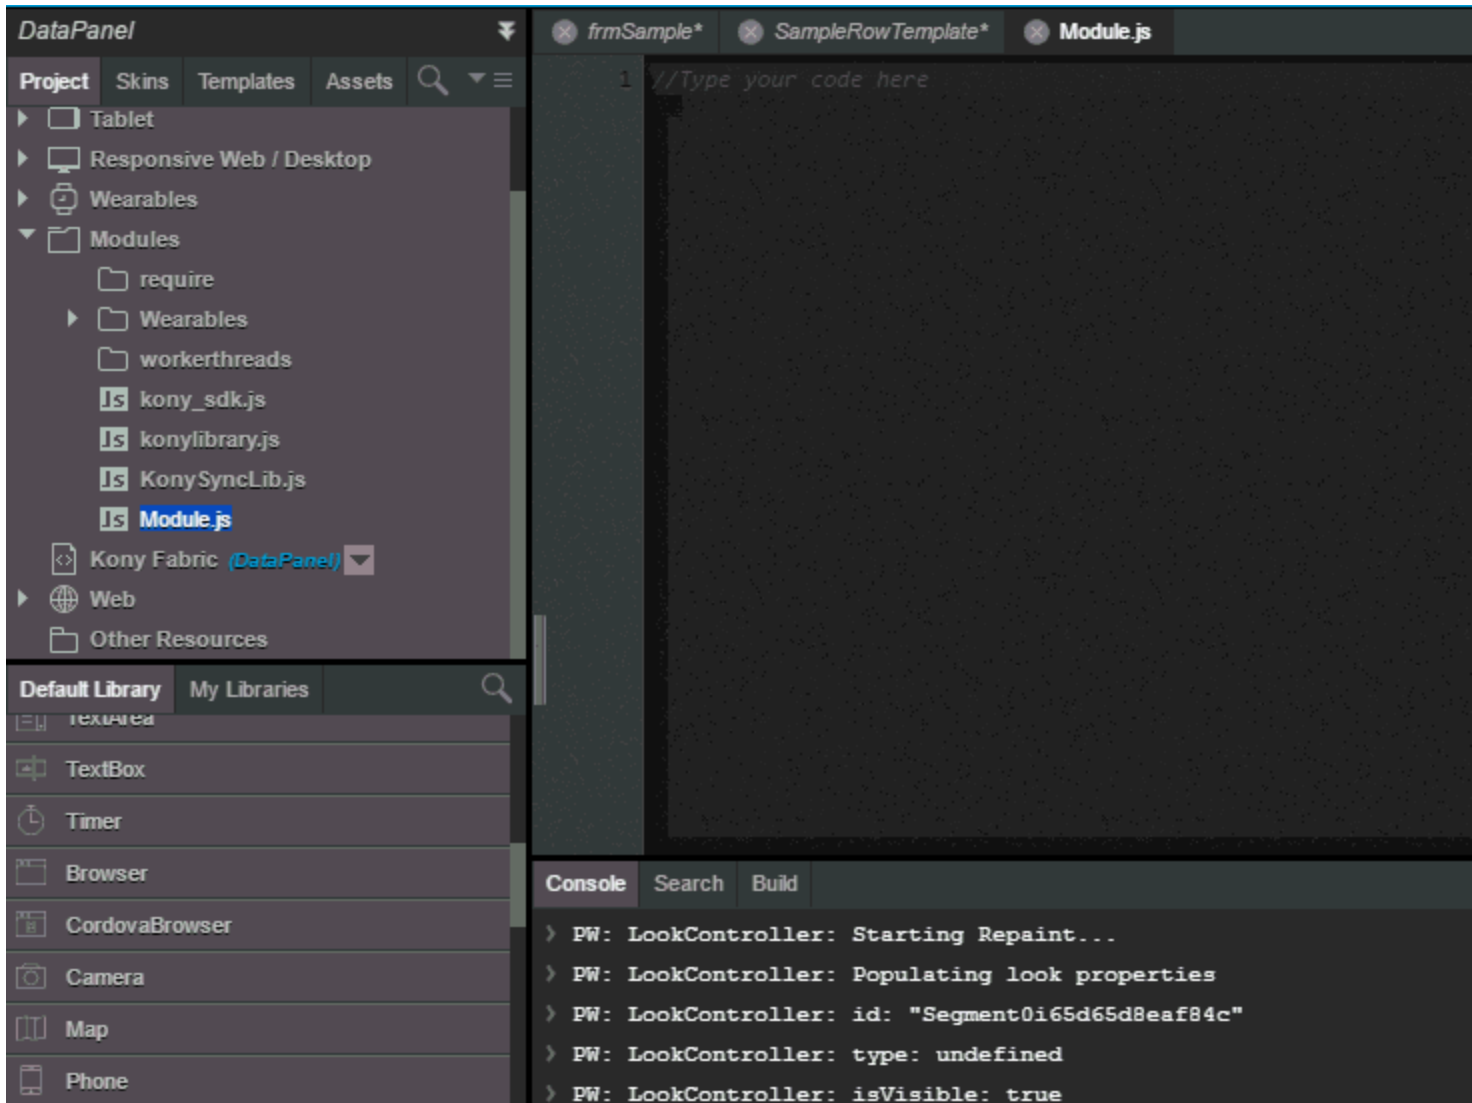 DataPanel
Project Skins Templates Assets
Tablet
Responsive Web / Desktop
Wearables
Modules
require
Wearables
workerthreads
kony_sdk.js
konylibrary.js
KonySyncLib.js
Module.js
Kony Fabric (DataPanel)
Web
Other Resources
Default Library My Libraries
TextArea
TextBox
Timer
Browser
CordovaBrowser
Camera
Map
Phone
frmSample* SampleRowTemplate* Module.js
1 //Type your code here
Console Search Build
PW: LookController: Starting Repaint...
PW: LookController: Populating look properties
PW: LookController: id: "Segment0i65d65d8eaf84c"
PW: LookController: type: undefined
PW: LookController: isVisible: true